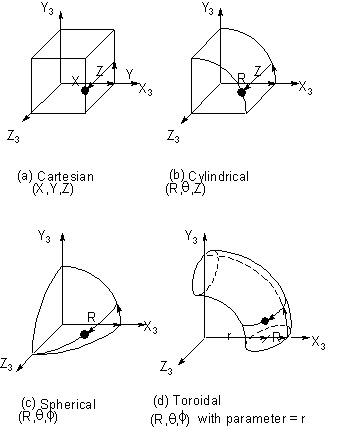 Y3
Y3
X
Z
Y
R
Z
X3
X3
Z3
Z3
(a) Cartesian
(X,Y,Z)
(b) Cylindrical
(R,θ,Z)
Y3
Y3
R
X3
r
R
X3
Z3
Z3
(c) Spherical
(R,θ,ϕ)
(d) Toroidal
(R,θ,ϕ) with parameter = r